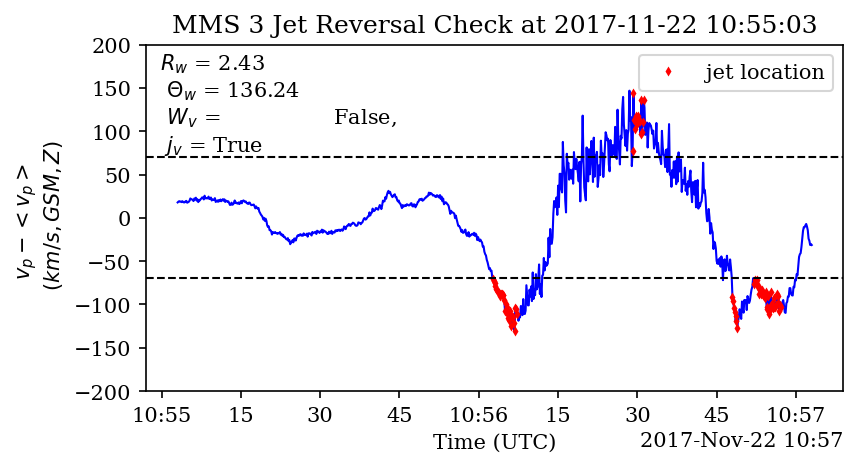 MMS 3 Jet Reversal Check at 2017-11-22 10:55:03
R_w = 2.43
Θ_w = 136.24
W_v = False,
j_v = True
jet location
v_p − < v_p >
(km/s, GSM, Z)
200
150
100
50
0
−50
−100
−150
−200
10:55 15 30 45 10:56 15 30 45 10:57
Time (UTC)
2017-Nov-22 10:57